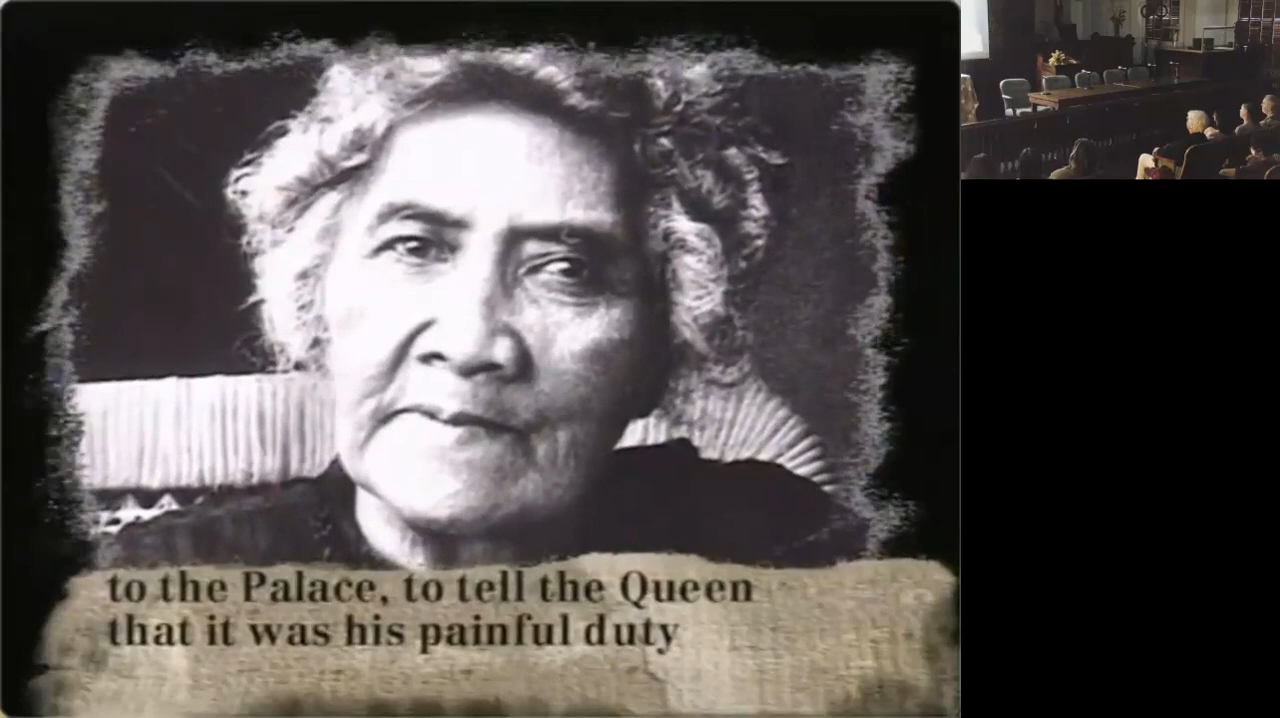 to the Palace, to tell the Queen
that it was his painful duty